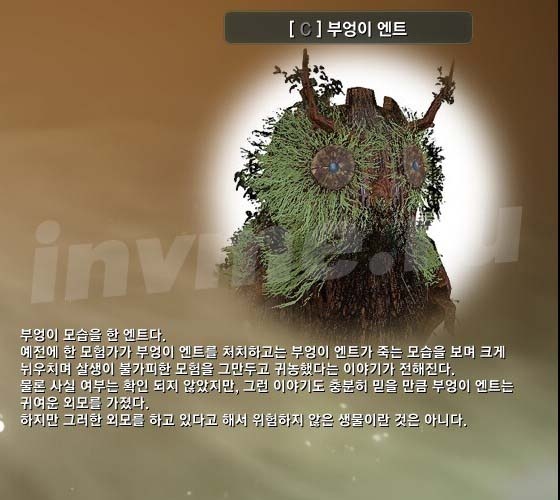 [ C ] 부엉이 엔트
부엉이 모습을 한 엔트다.
예전에 한 모험가가 부엉이 엔트를 처치하고는 부엉이 엔트가 죽는 모습을 보며 크게
뉘우치며 살생이 불가피한 모험을 그만두고 귀농했다는 이야기가 전해진다.
물론 사실 여부는 확인 되지 않았지만, 그런 이야기도 충분히 믿을 만큼 부엉이 엔트는
귀여운 외모를 가졌다.
하지만 그러한 외모를 하고 있다고 해서 위험하지 않은 생물이란 것은 아니다.